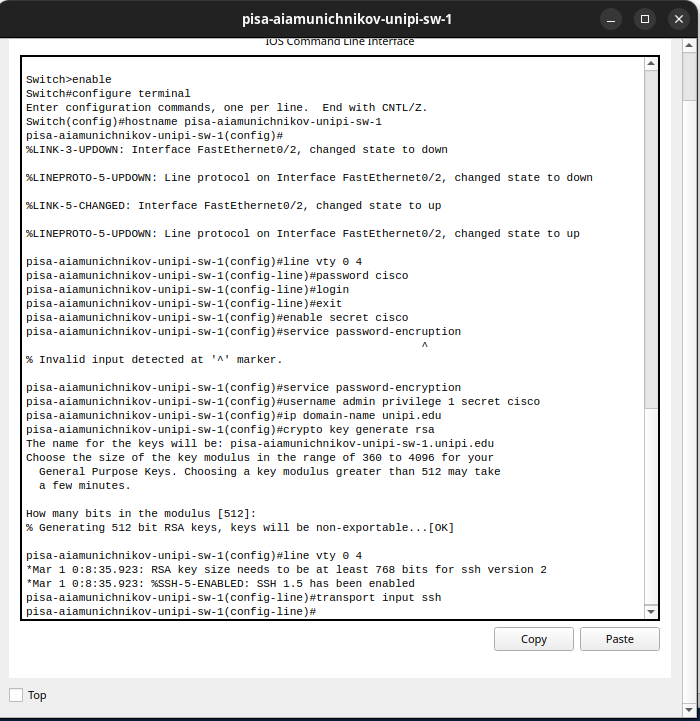 pisa-aiamunichnikov-unipi-sw-1
IOS Command Line Interface
Switch>enable
Switch#configure terminal
Enter configuration commands, one per line.  End with CNTL/Z.
Switch(config)#hostname pisa-aiamunichnikov-unipi-sw-1
pisa-aiamunichnikov-unipi-sw-1(config)#
%LINK-3-UPDOWN: Interface FastEthernet0/2, changed state to down
%LINEPROTO-5-UPDOWN: Line protocol on Interface FastEthernet0/2, changed state to down
%LINK-5-CHANGED: Interface FastEthernet0/2, changed state to up
%LINEPROTO-5-UPDOWN: Line protocol on Interface FastEthernet0/2, changed state to up
pisa-aiamunichnikov-unipi-sw-1(config)#line vty 0 4
pisa-aiamunichnikov-unipi-sw-1(config-line)#password cisco
pisa-aiamunichnikov-unipi-sw-1(config-line)#login
pisa-aiamunichnikov-unipi-sw-1(config-line)#exit
pisa-aiamunichnikov-unipi-sw-1(config)#enable secret cisco
pisa-aiamunichnikov-unipi-sw-1(config)#service password-encruption
^
% Invalid input detected at '^' marker.
pisa-aiamunichnikov-unipi-sw-1(config)#service password-encryption
pisa-aiamunichnikov-unipi-sw-1(config)#username admin privilege 1 secret cisco
pisa-aiamunichnikov-unipi-sw-1(config)#ip domain-name unipi.edu
pisa-aiamunichnikov-unipi-sw-1(config)#crypto key generate rsa
The name for the keys will be: pisa-aiamunichnikov-unipi-sw-1.unipi.edu
Choose the size of the key modulus in the range of 360 to 4096 for your
General Purpose Keys. Choosing a key modulus greater than 512 may take
a few minutes.
How many bits in the modulus [512]:
% Generating 512 bit RSA keys, keys will be non-exportable...[OK]
pisa-aiamunichnikov-unipi-sw-1(config)#line vty 0 4
*Mar 1 0:8:35.923: RSA key size needs to be at least 768 bits for ssh version 2
*Mar 1 0:8:35.923: %SSH-5-ENABLED: SSH 1.5 has been enabled
pisa-aiamunichnikov-unipi-sw-1(config-line)#transport input ssh
pisa-aiamunichnikov-unipi-sw-1(config-line)#
Copy
Paste
Top